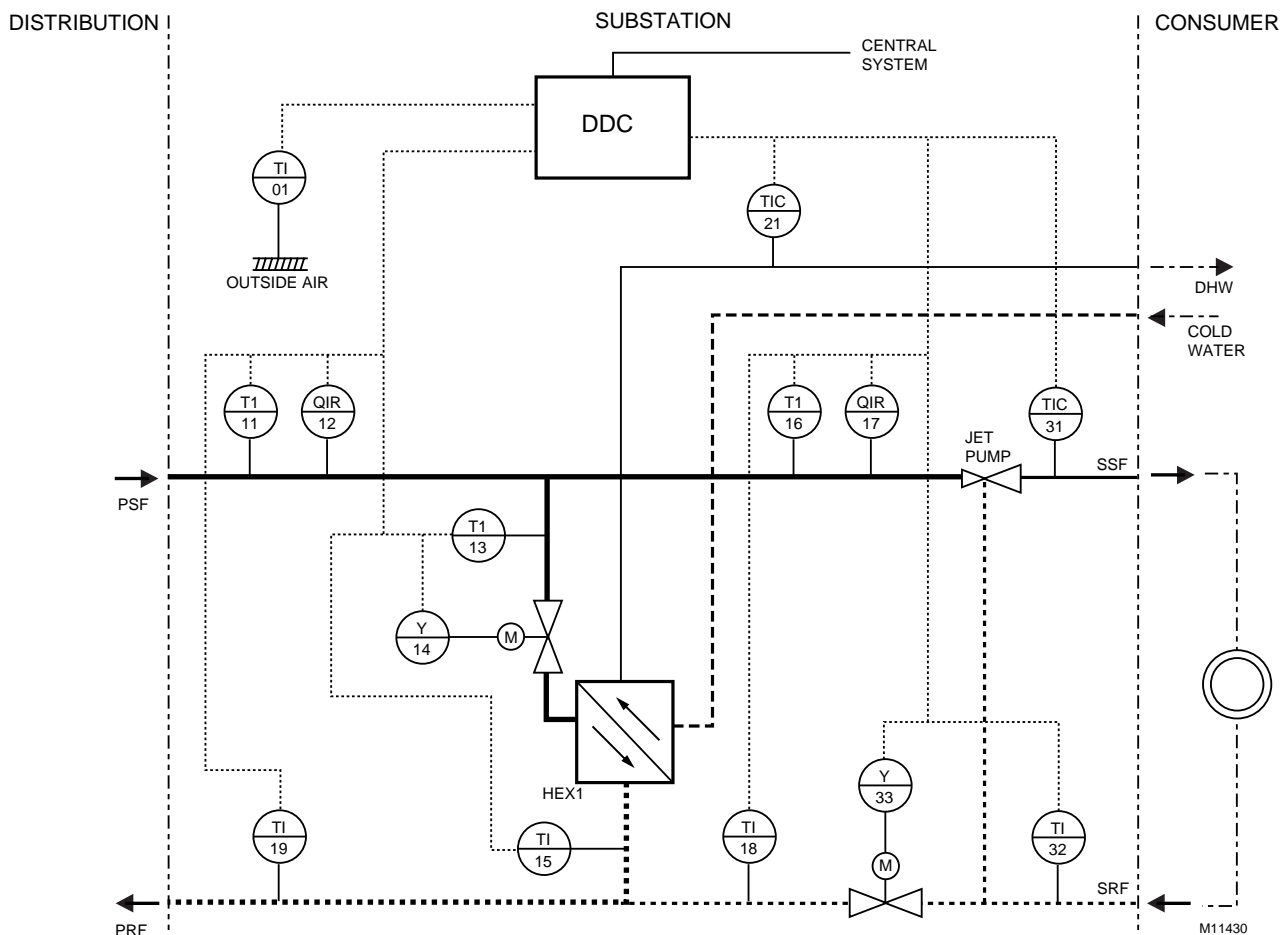 DISTRIBUTION
SUBSTATION
CONSUMER
CENTRAL
SYSTEM
DDC
TI
01
TIC
21
OUTSIDE AIR
DHW
COLD
WATER
T1
11
QIR
12
T1
16
QIR
17
TIC
31
JET
PUMP
SSF
PSF
T1
13
Y
14
M
HEX1
Y
33
TI
19
TI
15
TI
18
M
TI
32
SRF
PRF
M11430